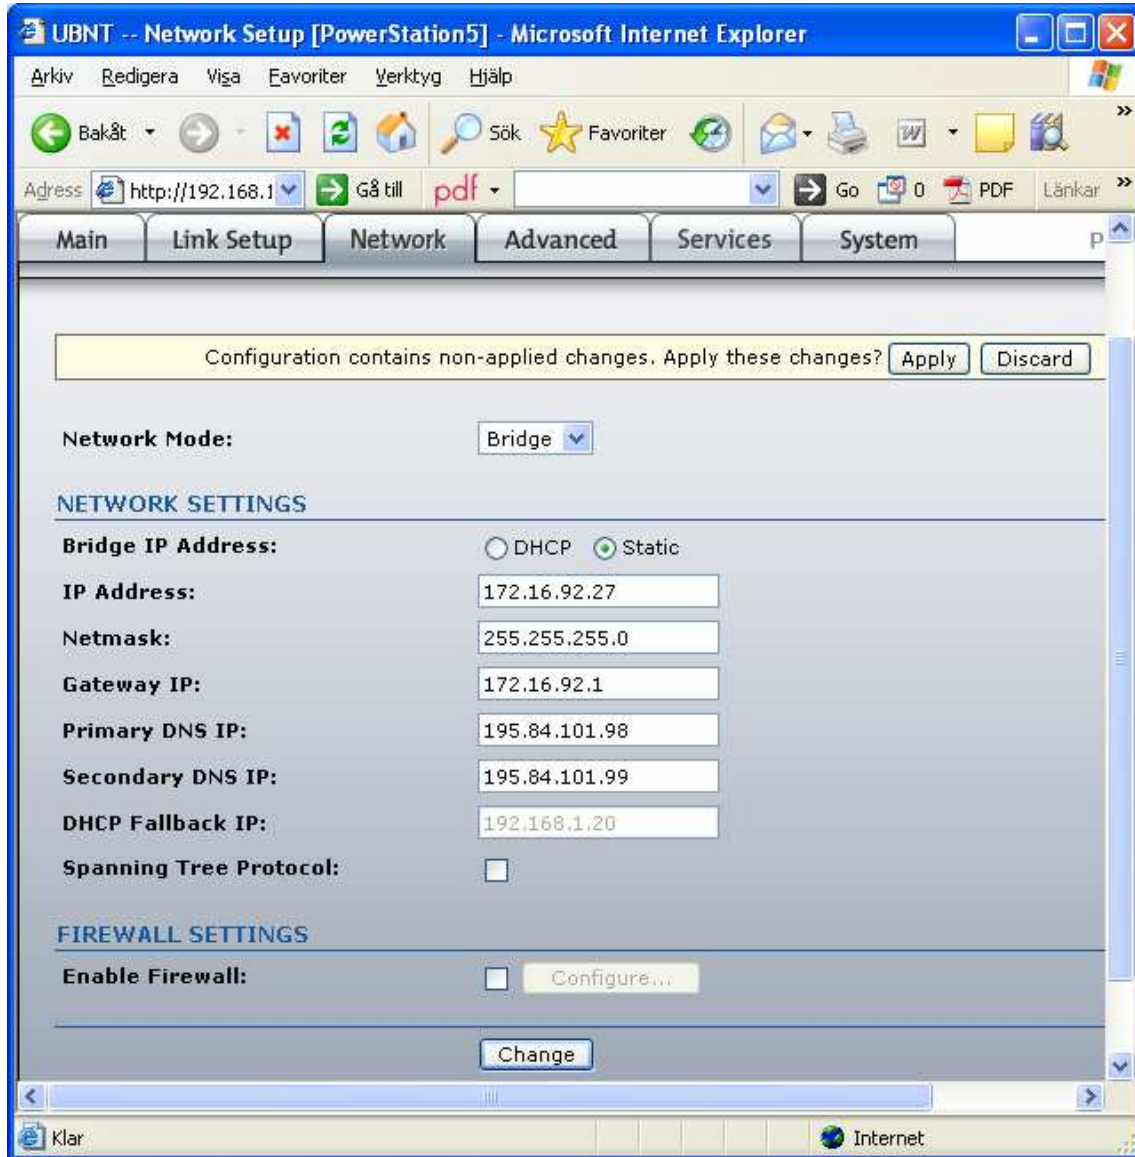 UBNT -- Network Setup [PowerStation5] - Microsoft Internet Explorer
Arkiv Redigera Visa Favoriter Verktyg Hjälp
Bakåt Sök Favoriter »
Adress http://192.168.1 Gå till pdf Go 0 PDF Länkar »
Main Link Setup Network Advanced Services System P
Configuration contains non-applied changes. Apply these changes? Apply Discard
Network Mode: Bridge
NETWORK SETTINGS
Bridge IP Address: DHCP Static
IP Address: 172.16.92.27
Netmask: 255.255.255.0
Gateway IP: 172.16.92.1
Primary DNS IP: 195.84.101.98
Secondary DNS IP: 195.84.101.99
DHCP Fallback IP: 192.168.1.20
Spanning Tree Protocol:
FIREWALL SETTINGS
Enable Firewall: Configure...
Change
Klar Internet